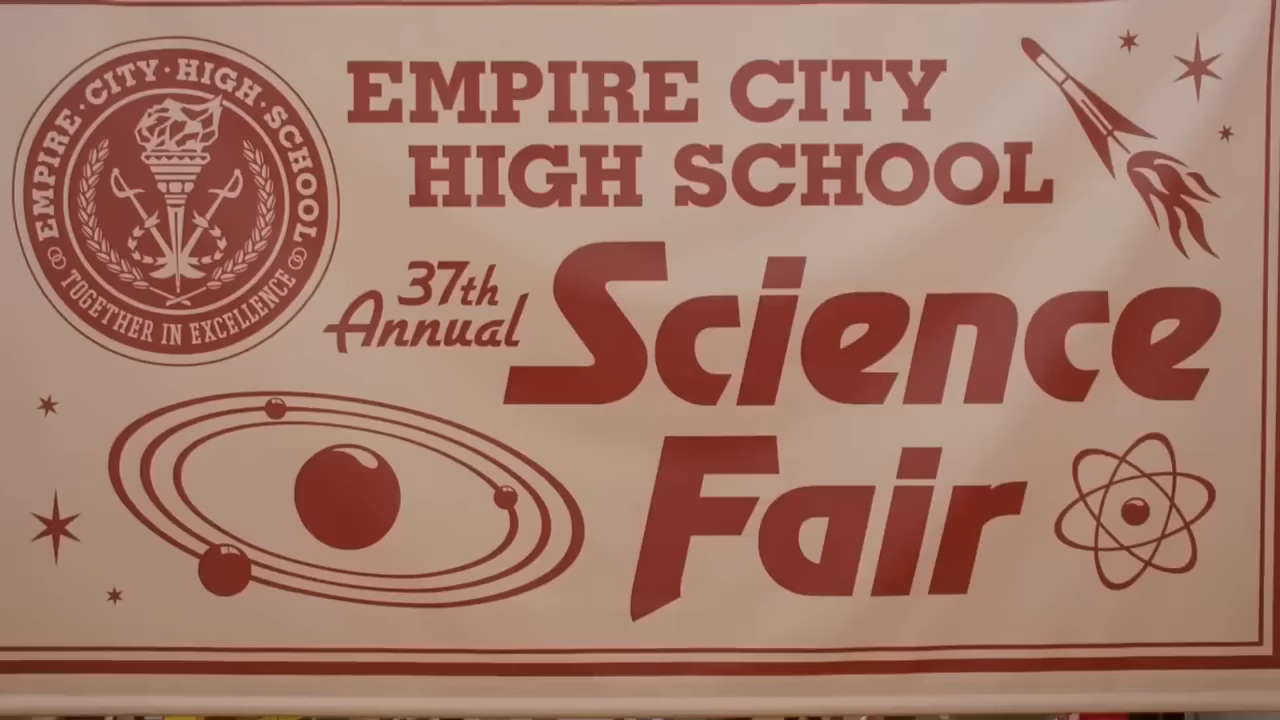 EMPIRE CITY · HIGH · SCHOOL
TOGETHER IN EXCELLENCE
EMPIRE CITY
HIGH SCHOOL
37th
Annual
Science
Fair